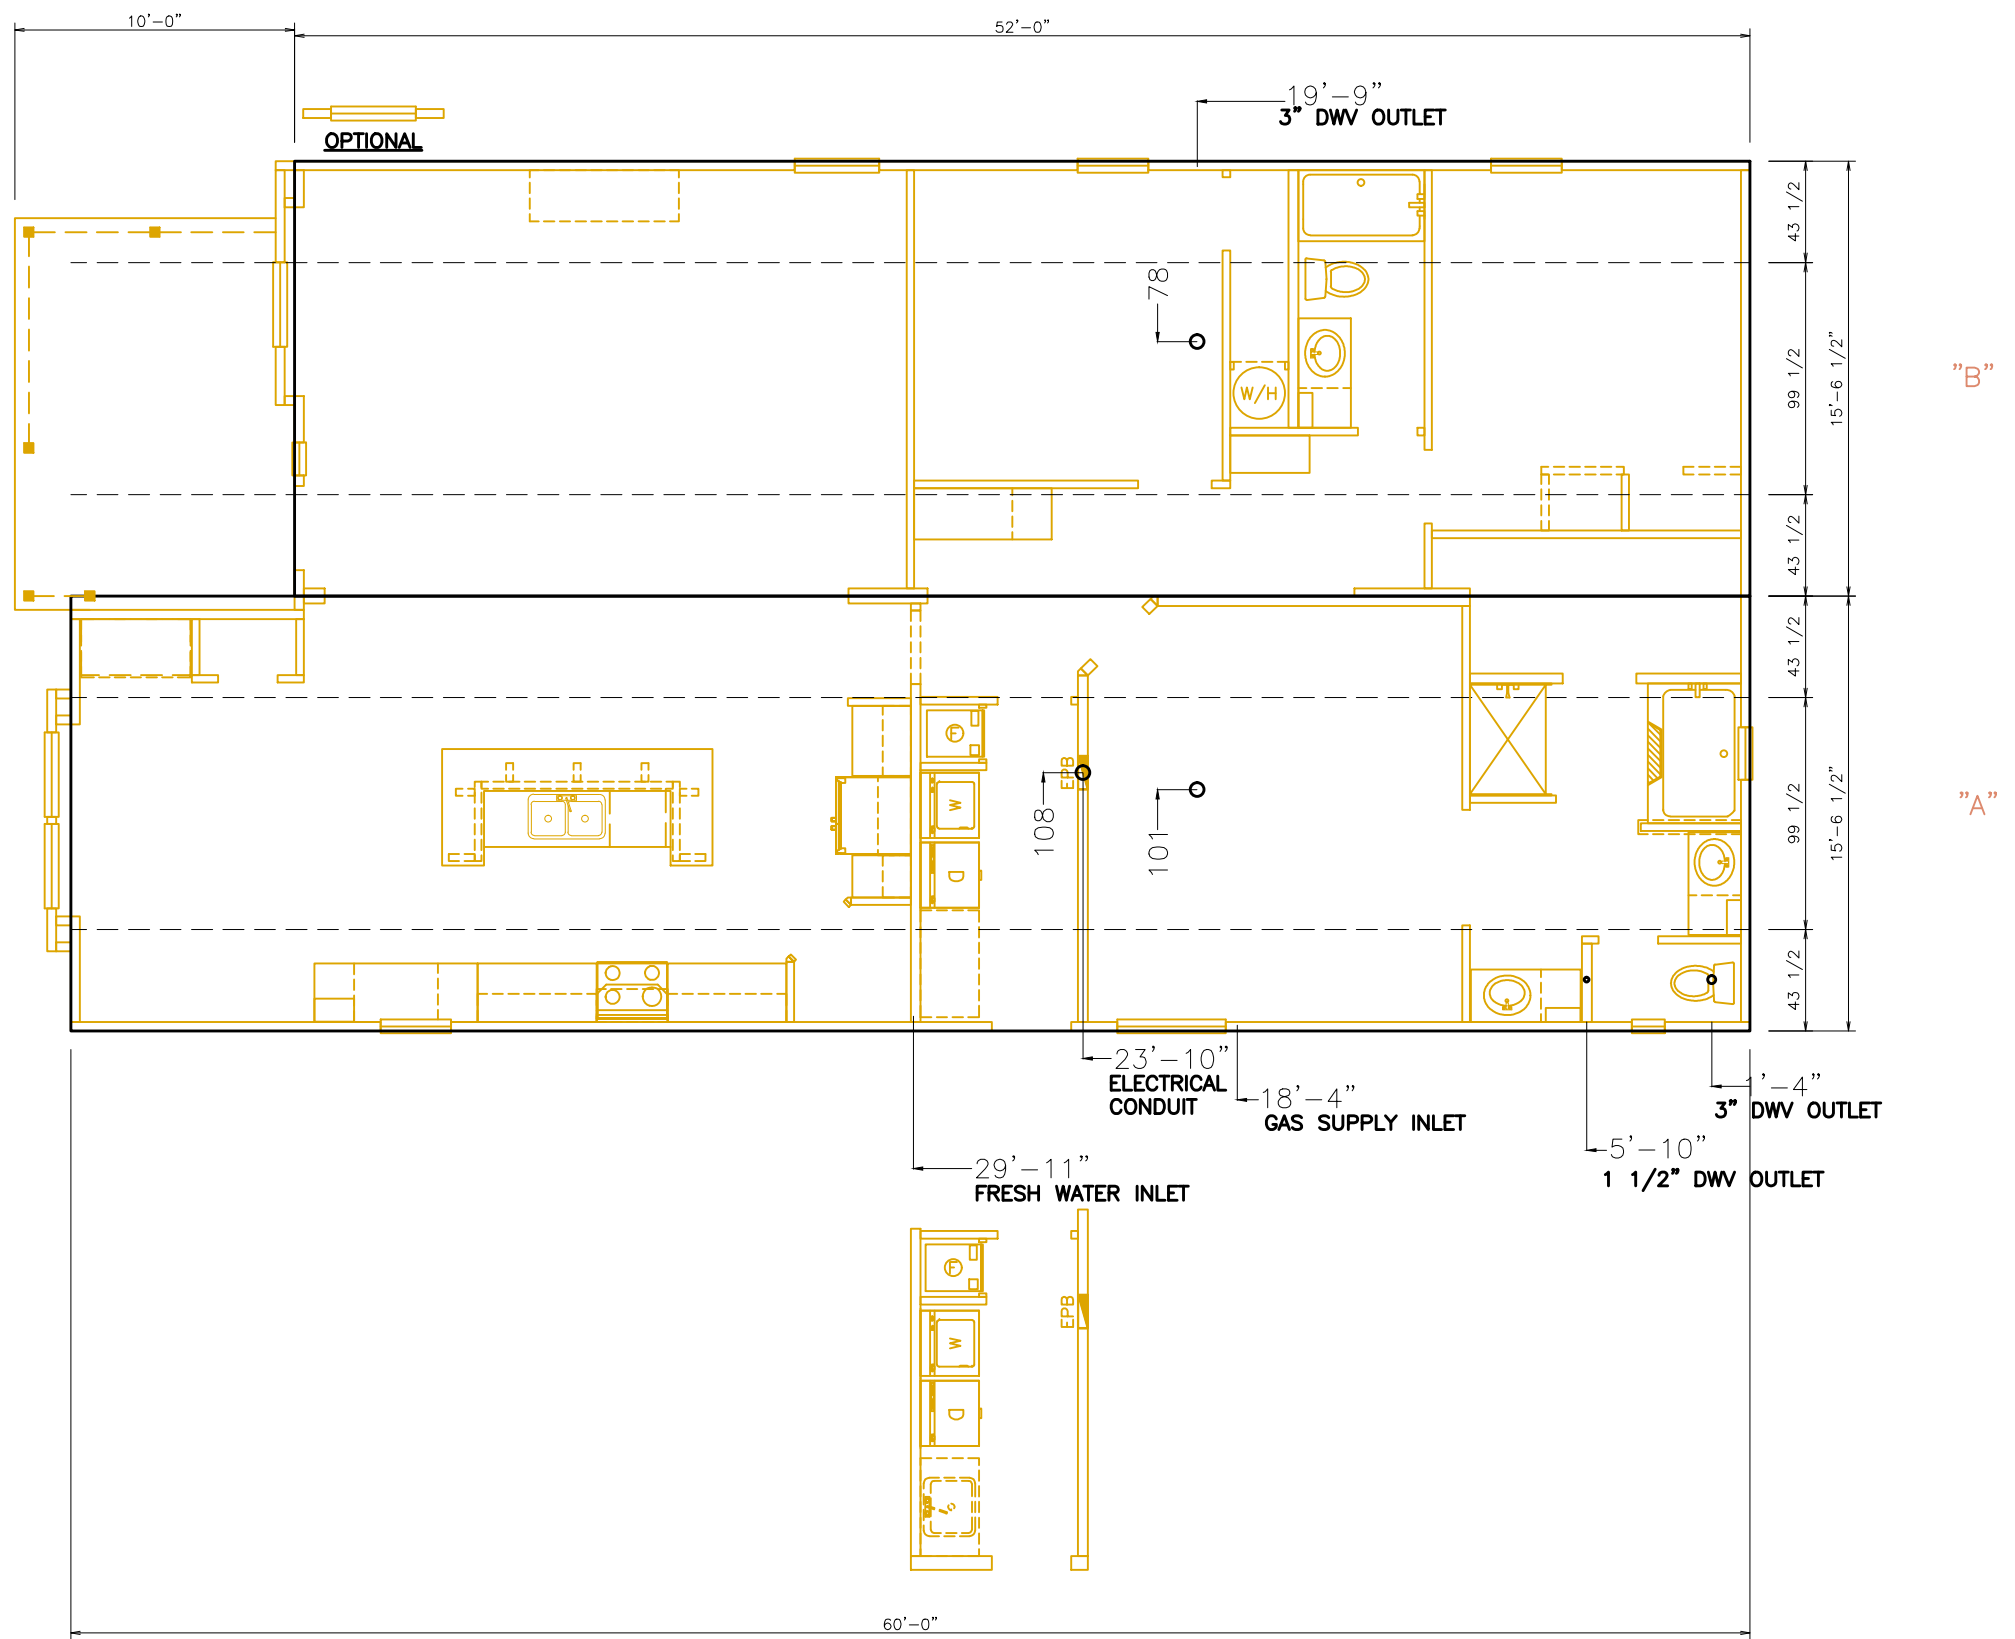 10'-0"
52'-0"
19'-9"
3" DWV OUTLET
OPTIONAL
43 1/2
78
99 1/2
15'-6 1/2"
"B"
W/H
43 1/2
43 1/2
F
EPB
W
108
101
99 1/2
15'-6 1/2"
"A"
D
43 1/2
23'-10"
ELECTRICAL
CONDUIT
18'-4"
GAS SUPPLY INLET
1'-4"
3" DWV OUTLET
5'-10"
1 1/2" DWV OUTLET
29'-11"
FRESH WATER INLET
F
EPB
W
D
60'-0"